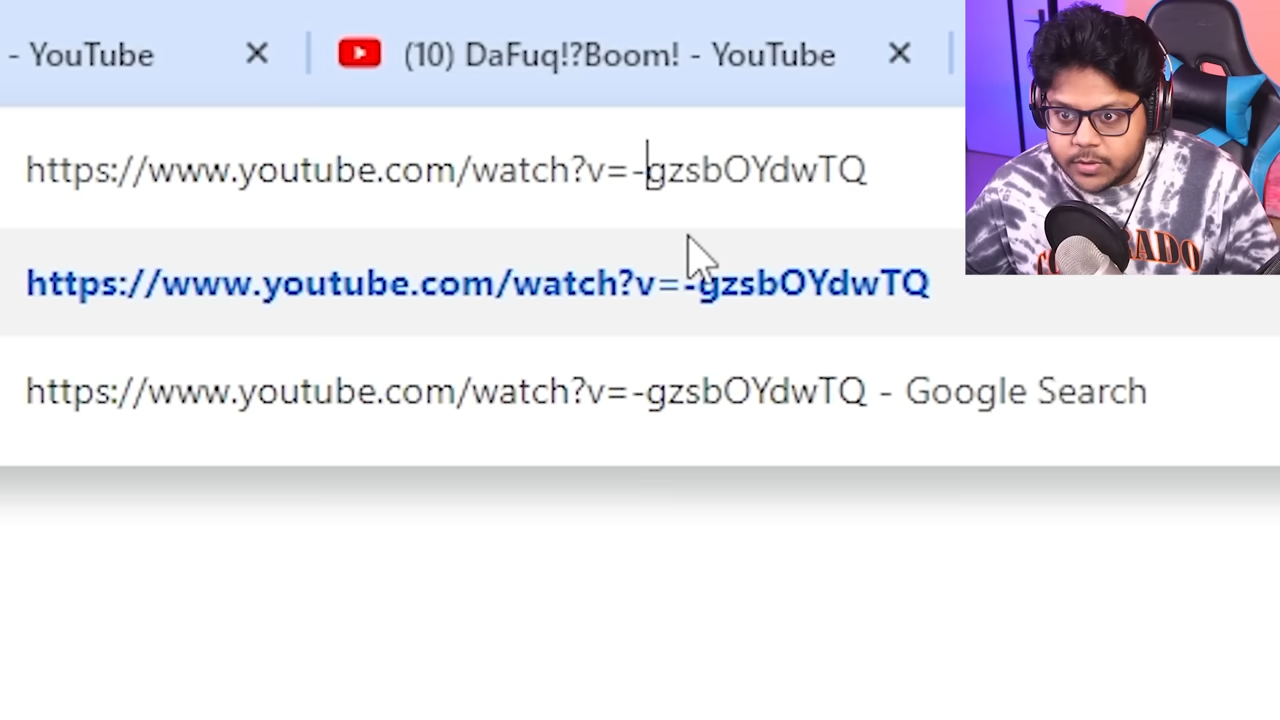 - YouTube
(10) DaFuq!?Boom! - YouTube
https://www.youtube.com/watch?v=-gzsbOYdwTQ
https://www.youtube.com/watch?v=-gzsbOYdwTQ
https://www.youtube.com/watch?v=-gzsbOYdwTQ - Google Search